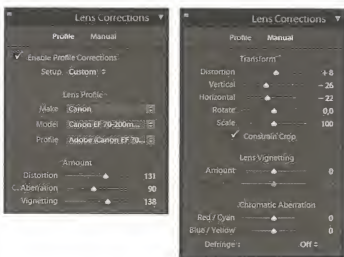 Lens Corrections
Profile Manual
Enable Profile Corrections
Setup Custom
Lens Profile
Make Canon
Model Canon EF 70-200m...
Profile Adobe (Canon EF 70...
Amount
Distortion 131
C. Aberration 90
Vignetting 138
Lens Corrections
Profile Manual
Transform
Distortion +8
Vertical -26
Horizontal -22
Rotate 0,0
Scale 100
Constrain Crop
Lens Vignetting
Amount 0
Chromatic Aberration
Red / Cyan 0
Blue / Yellow 0
Defringe: Off